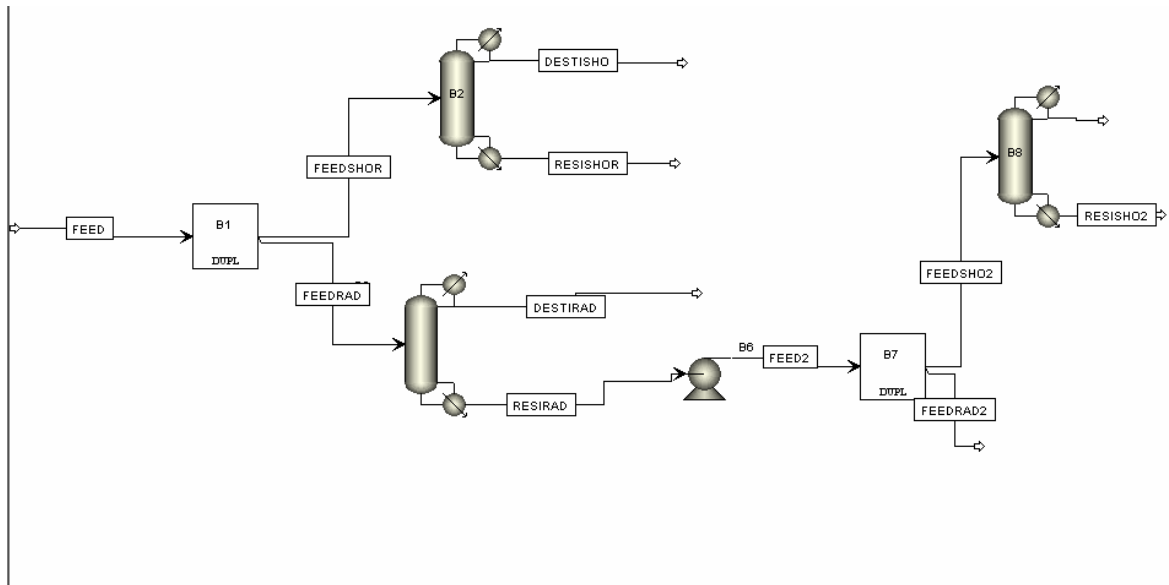 B2
DESTISHO
RESISHOR
FEEDSHOR
FEED
B1
DUPL
FEEDRAD
DESTIRAD
RESIRAD
B6
FEED2
B7
DUPL
FEEDRAD2
FEEDSHO2
B8
RESISHO2